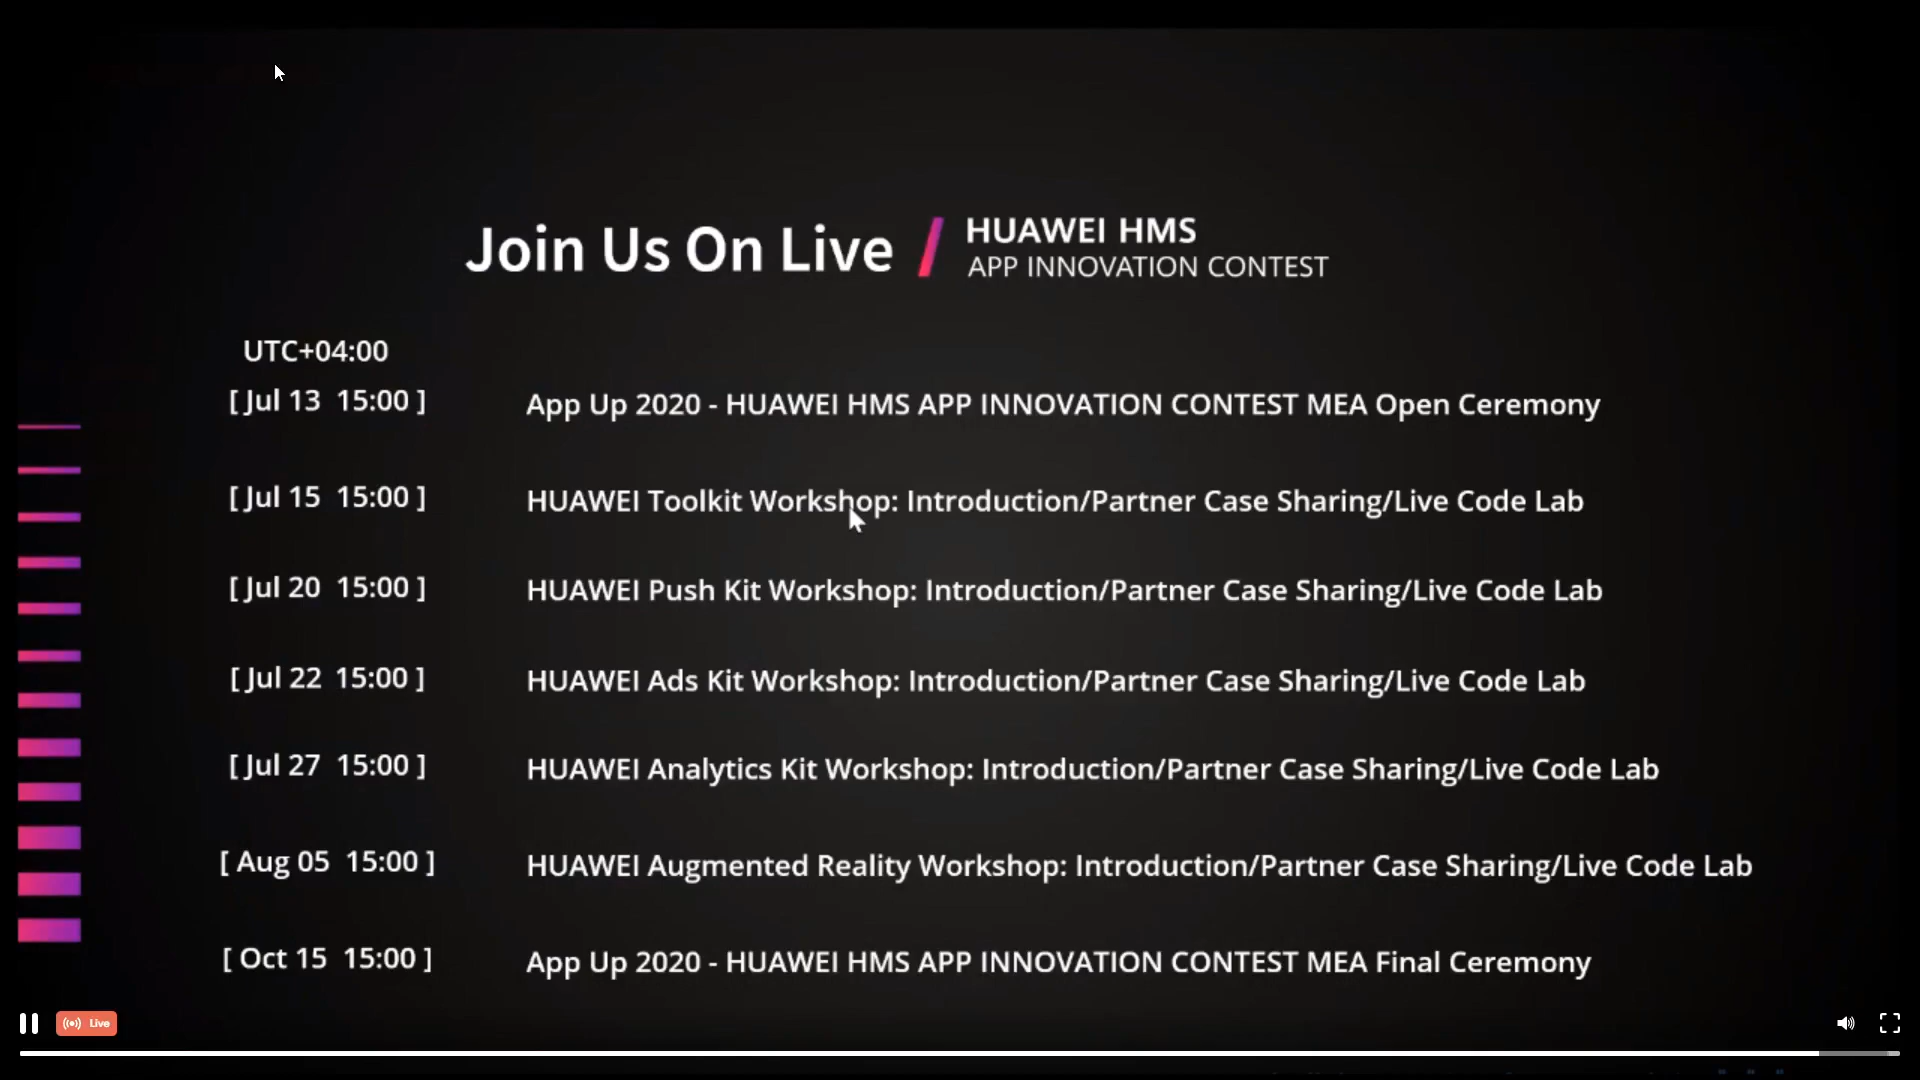 Join Us On Live / HUAWEI HMS
APP INNOVATION CONTEST
UTC+04:00
[ Jul 13 15:00 ] App Up 2020 - HUAWEI HMS APP INNOVATION CONTEST MEA Open Ceremony
[ Jul 15 15:00 ] HUAWEI Toolkit Workshop: Introduction/Partner Case Sharing/Live Code Lab
[ Jul 20 15:00 ] HUAWEI Push Kit Workshop: Introduction/Partner Case Sharing/Live Code Lab
[ Jul 22 15:00 ] HUAWEI Ads Kit Workshop: Introduction/Partner Case Sharing/Live Code Lab
[ Jul 27 15:00 ] HUAWEI Analytics Kit Workshop: Introduction/Partner Case Sharing/Live Code Lab
[ Aug 05 15:00 ] HUAWEI Augmented Reality Workshop: Introduction/Partner Case Sharing/Live Code Lab
[ Oct 15 15:00 ] App Up 2020 - HUAWEI HMS APP INNOVATION CONTEST MEA Final Ceremony
Live